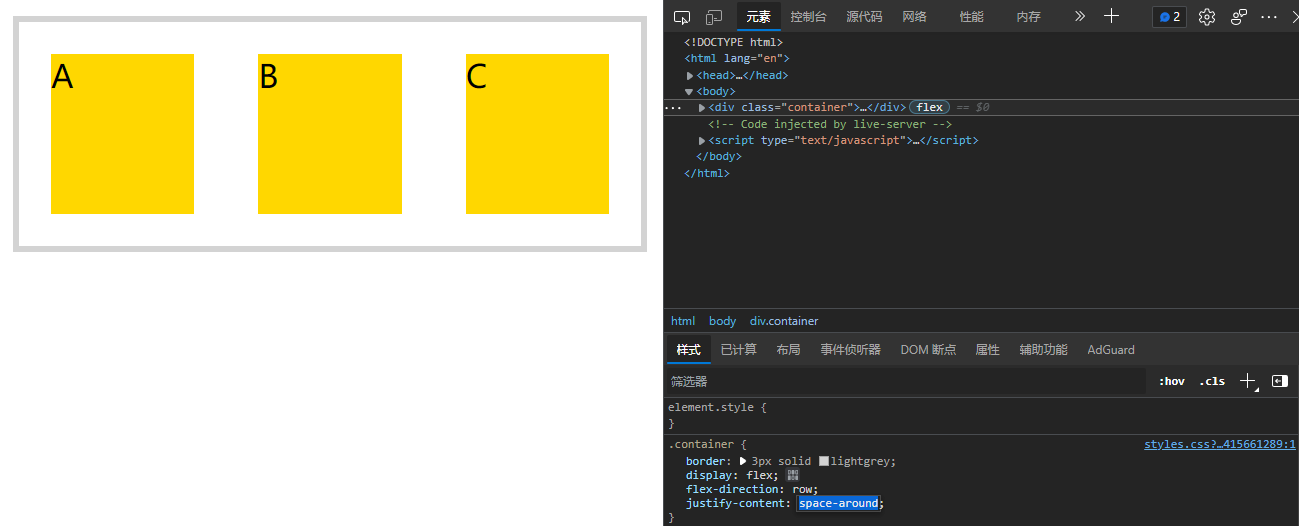 A B C
元素 控制台 源代码 网络 性能 内存 2
<!DOCTYPE html>
<html lang="en">
<head>…</head>
<body>
<div class="container">…</div> flex == $0
<!-- Code injected by live-server -->
<script type="text/javascript">…</script>
</body>
</html>
html body div.container
样式 已计算 布局 事件侦听器 DOM 断点 属性 辅助功能 AdGuard
筛选器 :hov .cls
element.style {
}
.container { styles.css?…415661289:1
border: 3px solid lightgrey;
display: flex;
flex-direction: row;
justify-content: space-around;
}